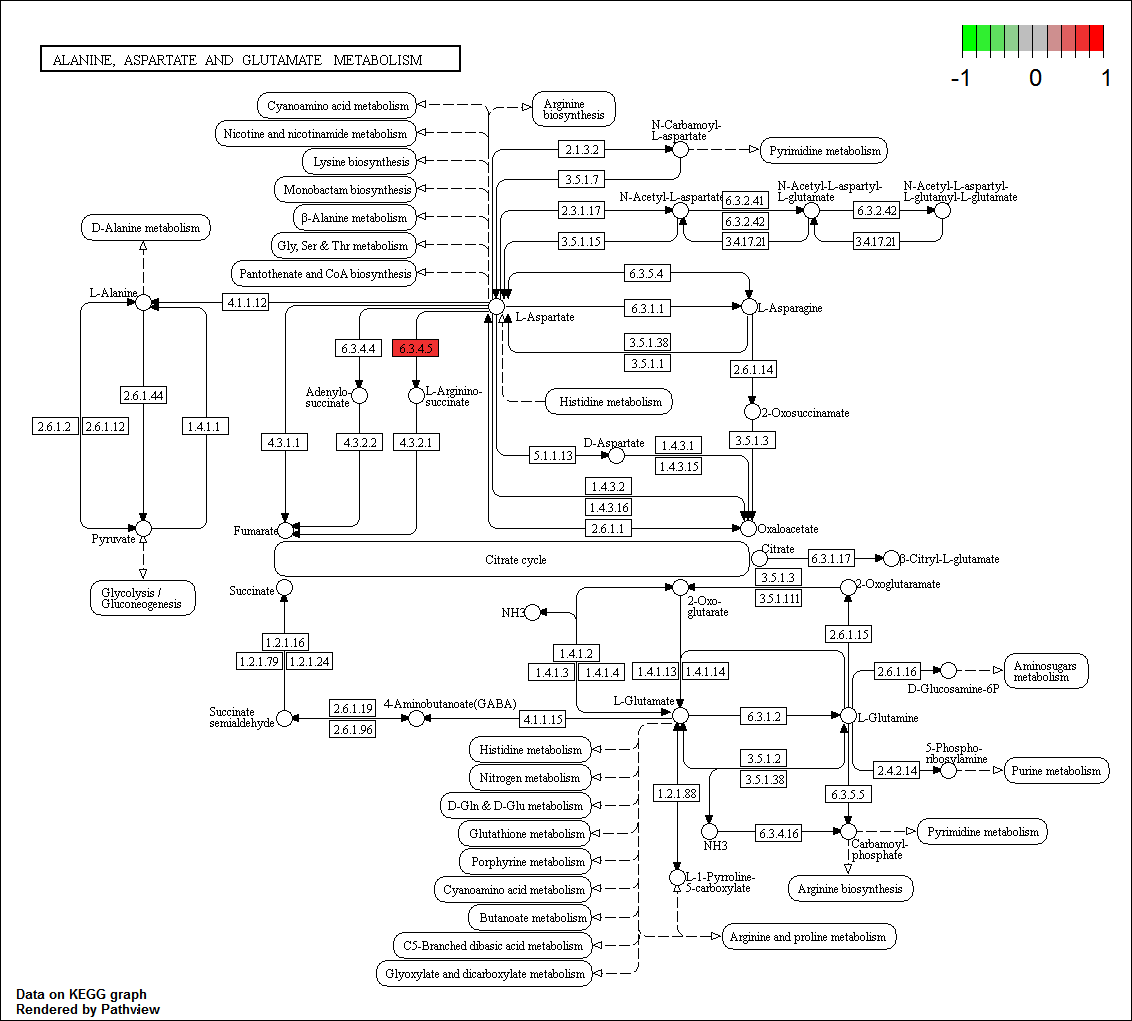 ALANINE, ASPARTATE AND GLUTAMATE METABOLISM
-1
0
1
Cyanoamino acid metabolism
Arginine
biosynthesis
Nicotine and nicotinamide metabolism
N-Carbamoyl-
L-aspartate
2.1.3.2
Pyrimidine metabolism
Lysine biosynthesis
3.5.1.7
Monobactam biosynthesis
N-Acetyl-L-aspartate
6.3.2.41
N-Acetyl-L-aspartyl-
L-glutamate
N-Acetyl-L-aspartyl-
L-glutamyl-L-glutamate
β-Alanine metabolism
2.3.1.17
6.3.2.42
6.3.2.42
D-Alanine metabolism
Gly, Ser & Thr metabolism
3.5.1.15
3.4.17.21
3.4.17.21
Pantothenate and CoA biosynthesis
6.3.5.4
L-Alanine
4.1.1.12
L-Aspartate
6.3.1.1
L-Asparagine
6.3.4.4
6.3.4.5
3.5.1.38
3.5.1.1
2.6.1.14
2.6.1.44
Adenylo-
succinate
L-Arginino-
succinate
Histidine metabolism
2-Oxosuccinamate
2.6.1.2
2.6.1.12
1.4.1.1
4.3.1.1
4.3.2.2
4.3.2.1
D-Aspartate
1.4.3.1
3.5.1.3
5.1.1.13
1.4.3.15
1.4.3.2
1.4.3.16
Pyruvate
Fumarate
2.6.1.1
Oxaloacetate
Citrate cycle
Citrate
6.3.1.17
β-Citryl-L-glutamate
Glycolysis /
Gluconeogenesis
Succinate
3.5.1.3
3.5.1.111
2-Oxoglutaramate
NH3
2-Oxo-
glutarate
1.2.1.16
1.2.1.79
1.2.1.24
1.4.1.2
1.4.1.3
1.4.1.4
1.4.1.13
1.4.1.14
2.6.1.15
2.6.1.16
D-Glucosamine-6P
Aminosugars
metabolism
Succinate
semialdehyde
2.6.1.19
2.6.1.96
4-Aminobutanoate(GABA)
4.1.1.15
L-Glutamate
6.3.1.2
L-Glutamine
Histidine metabolism
3.5.1.2
3.5.1.38
5-Phospho-
ribosylamine
2.4.2.14
Purine metabolism
Nitrogen metabolism
1.2.1.88
6.3.5.5
D-Gln & D-Glu metabolism
Glutathione metabolism
NH3
6.3.4.16
Carbamoyl-
phosphate
Pyrimidine metabolism
Porphyrine metabolism
L-1-Pyrroline-
5-carboxylate
Arginine biosynthesis
Cyanoamino acid metabolism
Butanoate metabolism
C5-Branched dibasic acid metabolism
Arginine and proline metabolism
Glyoxylate and dicarboxylate metabolism
Data on KEGG graph
Rendered by Pathview